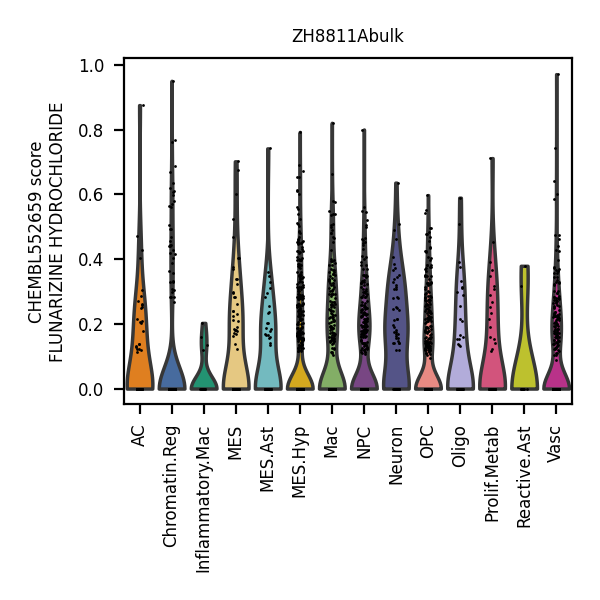 ZH8811Abulk
CHEMBL552659 score
FLUNARIZINE HYDROCHLORIDE
1.0
0.8
0.6
0.4
0.2
0.0
AC
Chromatin.Reg
Inflammatory.Mac
MES
MES.Ast
MES.Hyp
Mac
NPC
Neuron
OPC
Oligo
Prolif.Metab
Reactive.Ast
Vasc